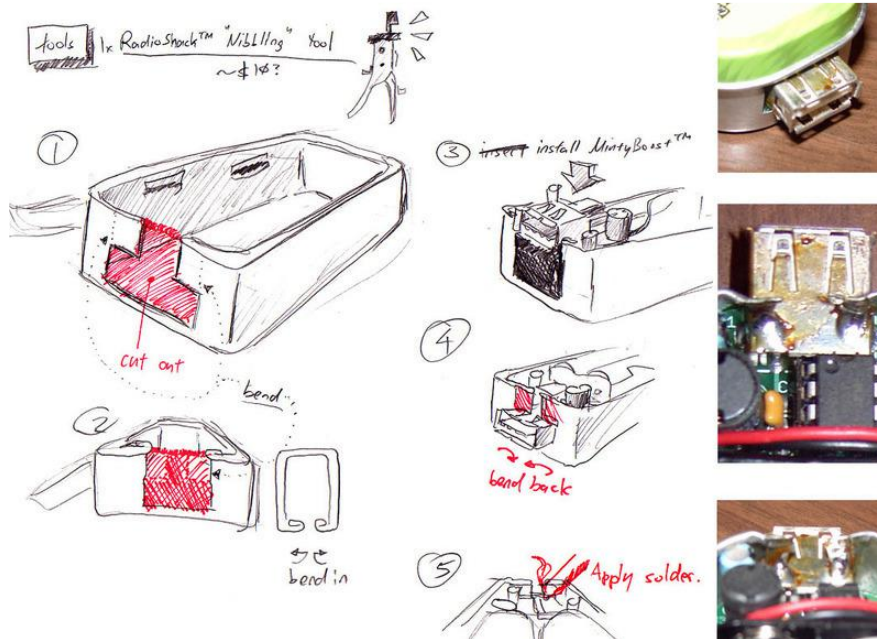 tools
1x RadioShack™ "Nibbling" tool
~$10?
1
cut out
bend
2
bend in
3 insert install MintyBoost™
4
bend back
5
Apply solder.